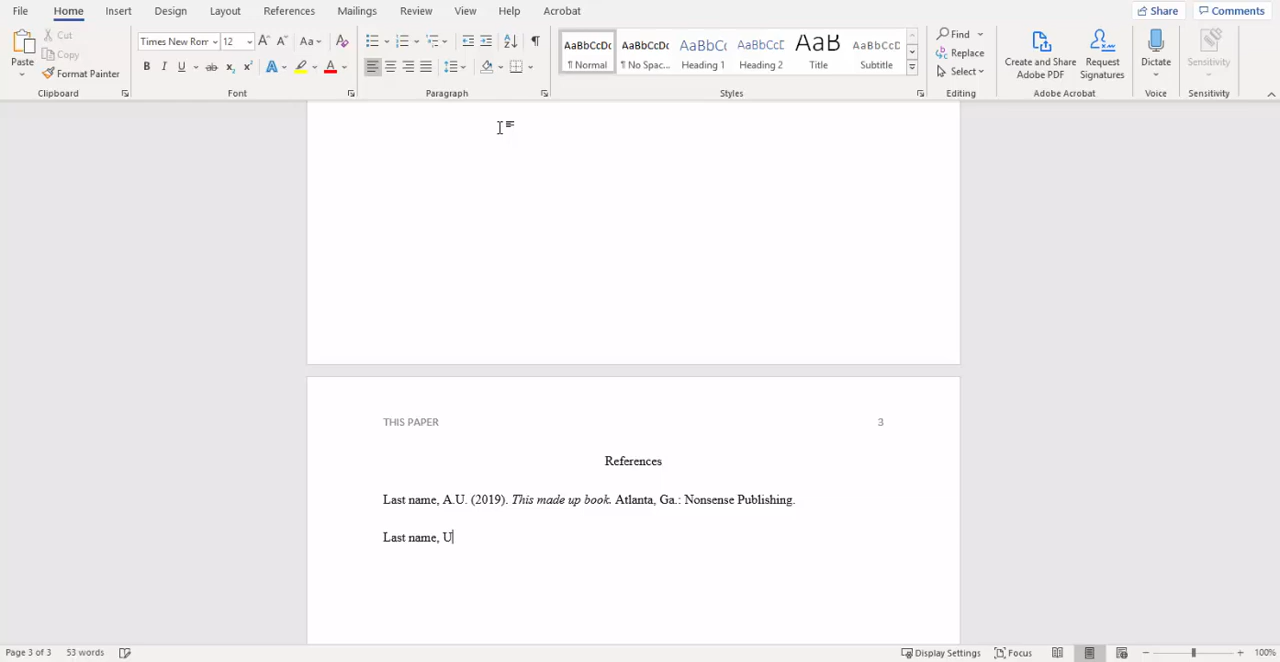 File Home Insert Design Layout References Mailings Review View Help Acrobat Share Comments
Paste Cut Copy Format Painter
Times New Rom 12 Aa
AaBbCcDc AaBbCcDc AaBbCc AaBbCcD AaB AaBbCcD
¶ Normal ¶ No Spac... Heading 1 Heading 2 Title Subtitle
Find Replace Select
Create and Share Adobe PDF Request Signatures Dictate Sensitivity
Clipboard Font Paragraph Styles Editing Adobe Acrobat Voice Sensitivity
THIS PAPER 3
References
Last name, A.U. (2019). This made up book. Atlanta, Ga.: Nonsense Publishing.
Last name, U
Page 3 of 3 53 words Display Settings Focus 100%